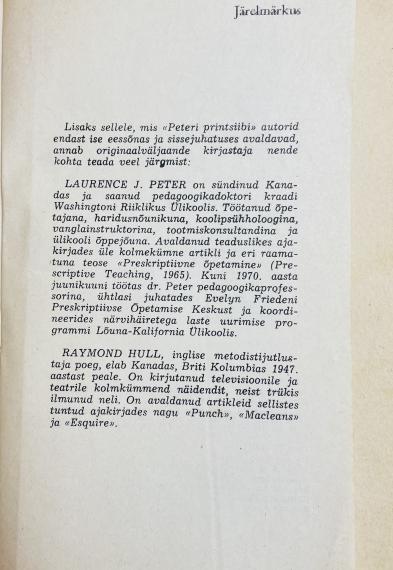 Järelmärkus
Lisaks sellele, mis «Peteri printsiibi» autorid
endast ise eessõnas ja sissejuhatuses avaldavad,
annab originaalväljaande kirjastaja nende
kohta teada veel järgmist:
LAURENCE J. PETER on sündinud Kana-
das ja saanud pedagoogikadoktori kraadi
Washingtoni Riiklikus Ülikoolis. Töötanud õpe-
tajana, haridusnõunikuna, koolipsühholoogina,
vanglainstruktorina, tootmiskonsultandina ja
ülikooli õppejõuna. Avaldanud teaduslikes aja-
kirjades üle kolmekümne artikli ja eri raama-
tuna teose «Preskriptiivne õpetamine» (Pre-
scriptive Teaching, 1965). Kuni 1970. aasta
juunikuuni töötas dr. Peter pedagoogikaprofes-
sorina, ühtlasi juhatades Evelyn Friedeni
Preskriptiivse Õpetamise Keskust ja koordi-
neerides närvihäiretega laste uurimise pro-
grammi Lõuna-Kalifornia Ülikoolis.
RAYMOND HULL, inglise metodistijutlus-
taja poeg, elab Kanadas, Briti Kolumbias 1947.
aastast peale. On kirjutanud televisioonile ja
teatrile kolmkümmend näidendit, neist trükis
ilmunud neli. On avaldanud artikleid sellistes
tuntud ajakirjades nagu «Punch», «Macleans»
ja «Esquire».